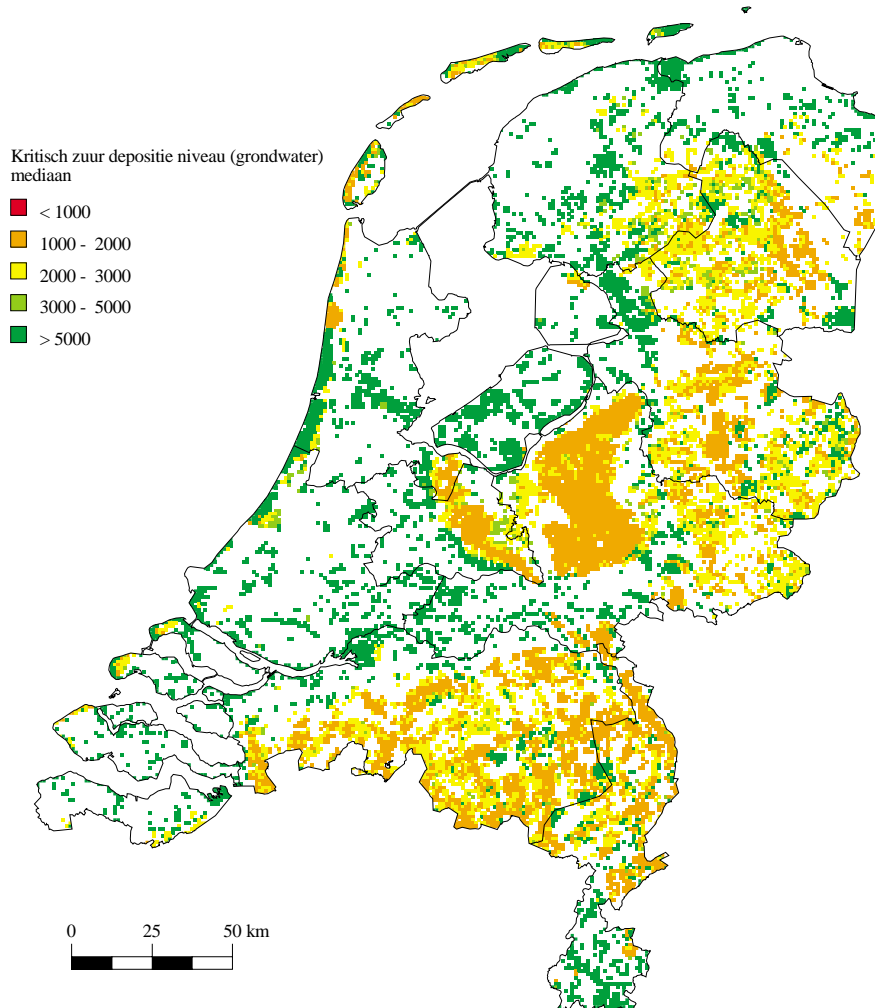 Kritisch zuur depositie niveau (grondwater)
mediaan
< 1000
1000 - 2000
2000 - 3000
3000 - 5000
> 5000
0 25 50 km